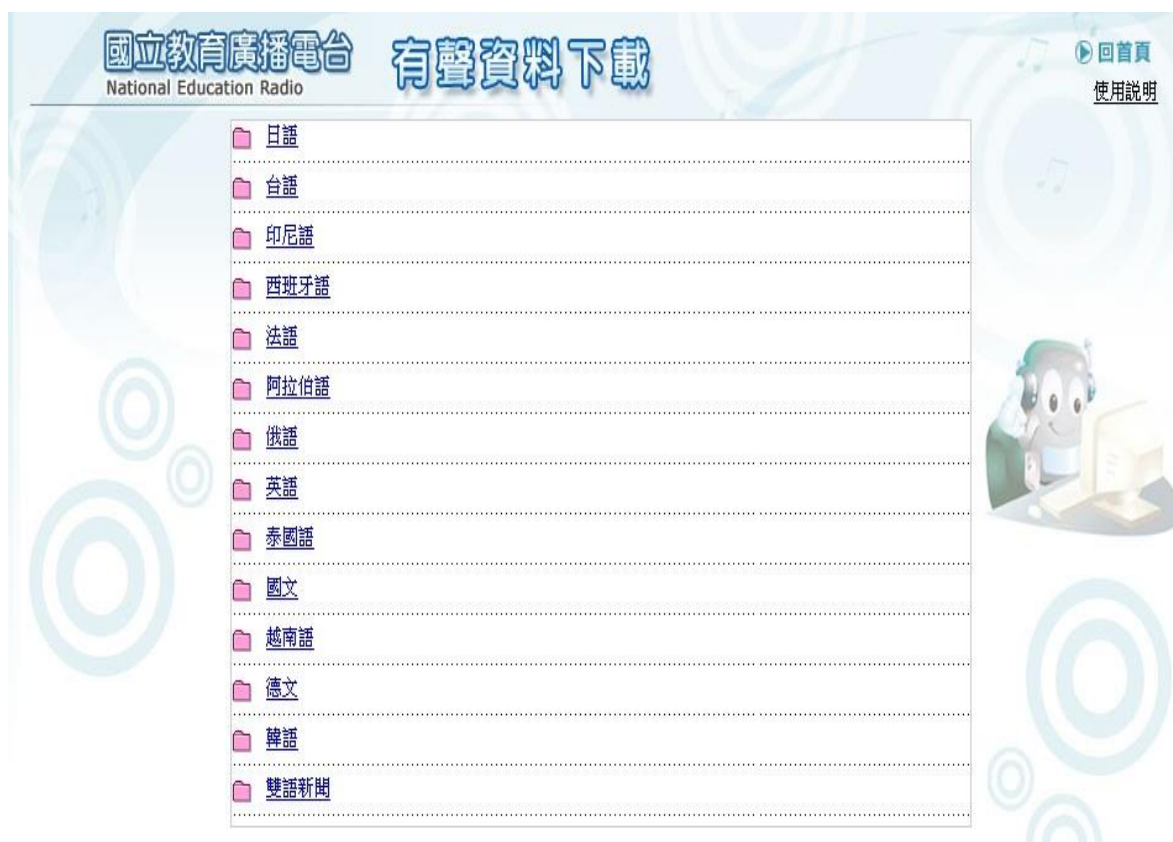 國立教育廣播電台
National Education Radio
有聲資料下載
回首頁
使用説明
日語
台語
印尼語
西班牙語
法語
阿拉伯語
俄語
英語
泰國語
國文
越南語
德文
韓語
雙語新聞